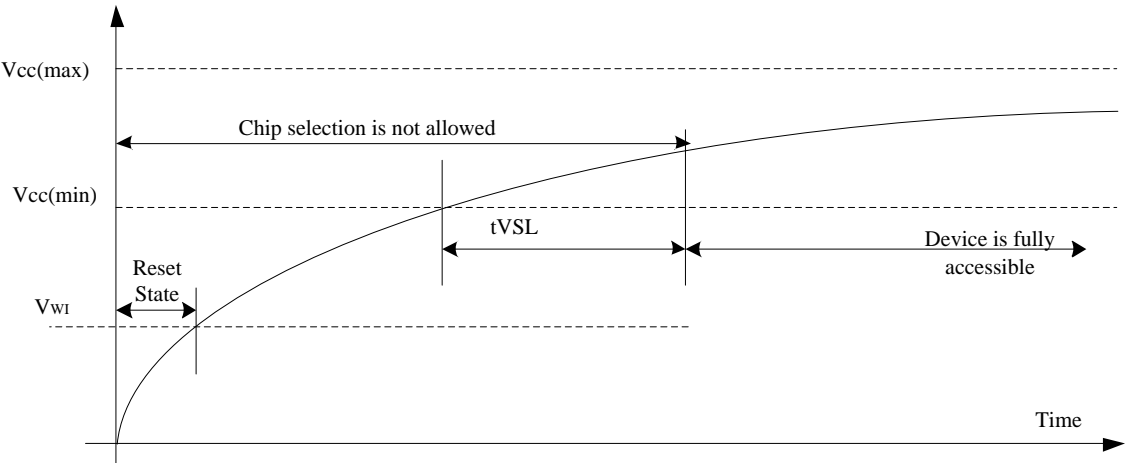 Vcc(max)
Chip selection is not allowed
Vcc(min)
tVSL
Device is fully
accessible
Reset
State
VWI
Time